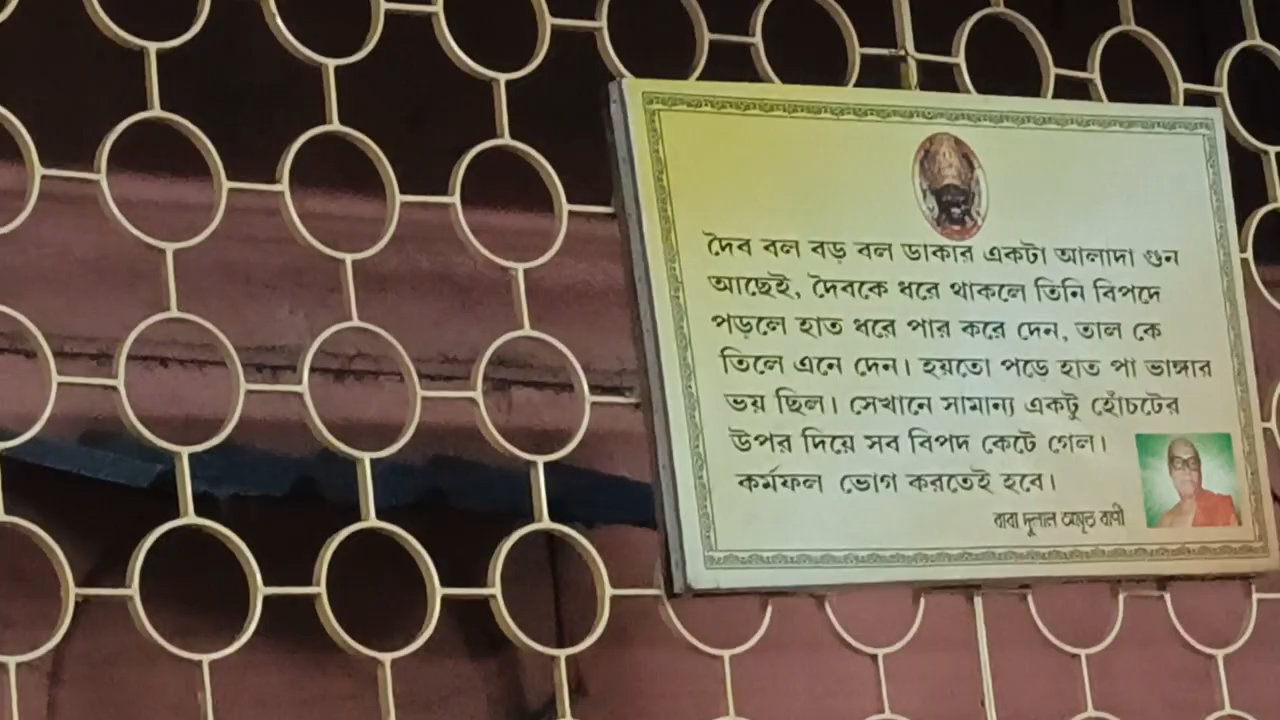 দৈব বল বড় বল ডাকার একটা আলাদা গুন
আছেই, দৈবকে ধরে থাকলে তিনি বিপদে
পড়লে হাত ধরে পার করে দেন, তাল কে
তিলে এনে দেন। হয়তো পড়ে হাত পা ভাঙ্গার
ভয় ছিল। সেখানে সামান্য একটু হোঁচটের
উপর দিয়ে সব বিপদ কেটে গেল।
কর্মফল ভোগ করতেই হবে।
বাবা দুলাল অমৃত বাণী